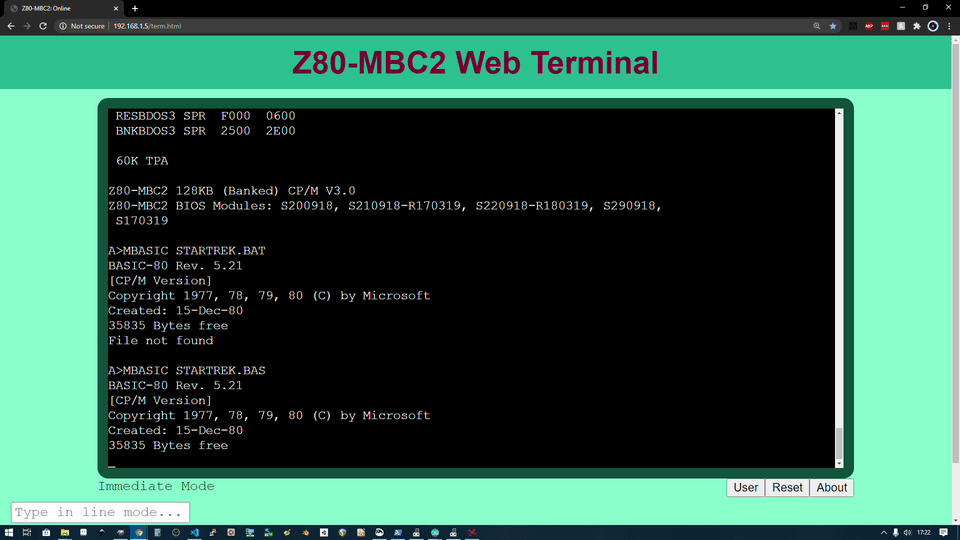 Z80-MBC2: Online
Not secure
192.168.1.5/term.html
ABP
Z80-MBC2 Web Terminal
RESBDOS3 SPR  F000  0600
BNKBDOS3 SPR  2500  2E00
60K TPA
Z80-MBC2 128KB (Banked) CP/M V3.0
Z80-MBC2 BIOS Modules: S200918, S210918-R170319, S220918-R180319, S290918,
S170319
A>MBASIC STARTREK.BAT
BASIC-80 Rev. 5.21
[CP/M Version]
Copyright 1977, 78, 79, 80 (C) by Microsoft
Created: 15-Dec-80
35835 Bytes free
File not found
A>MBASIC STARTREK.BAS
BASIC-80 Rev. 5.21
[CP/M Version]
Copyright 1977, 78, 79, 80 (C) by Microsoft
Created: 15-Dec-80
35835 Bytes free
Immediate Mode
User Reset About
Type in line mode...
17:22